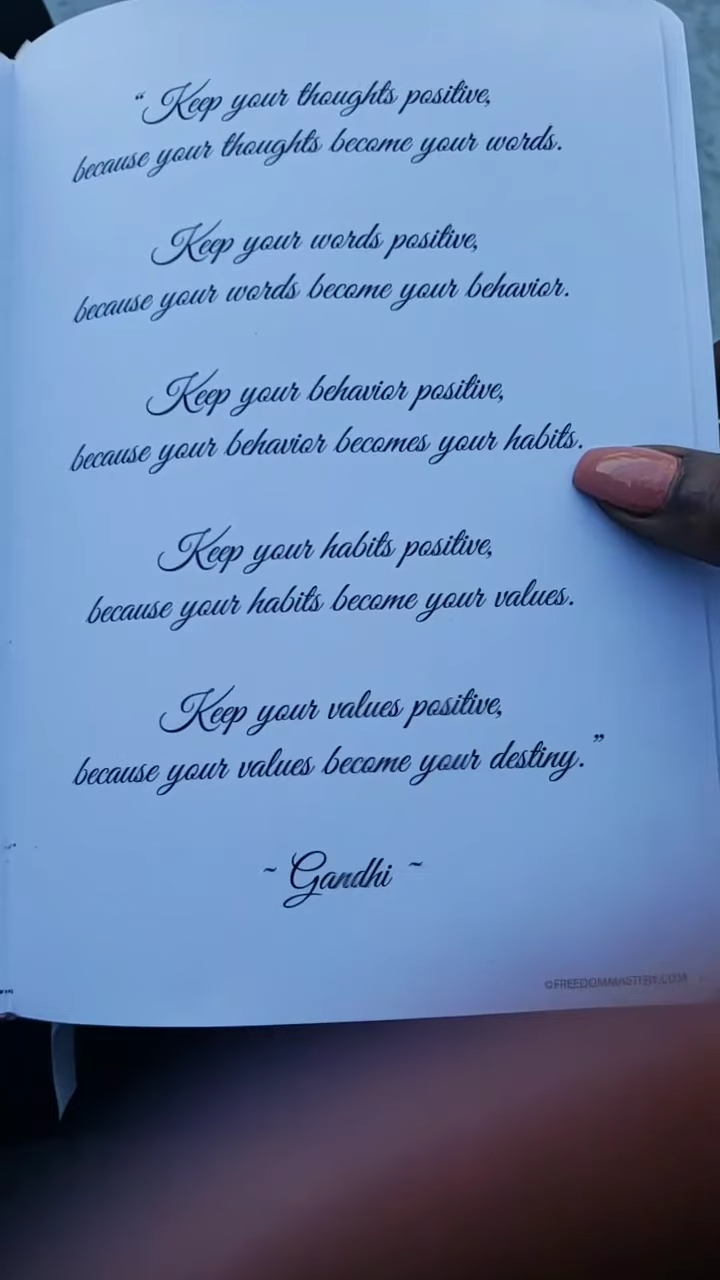 “Keep your thoughts positive,
because your thoughts become your words.
Keep your words positive,
because your words become your behavior.
Keep your behavior positive,
because your behavior becomes your habits.
Keep your habits positive,
because your habits become your values.
Keep your values positive,
because your values become your destiny.”
~ Gandhi ~
©FREEDOMMASTERY.COM